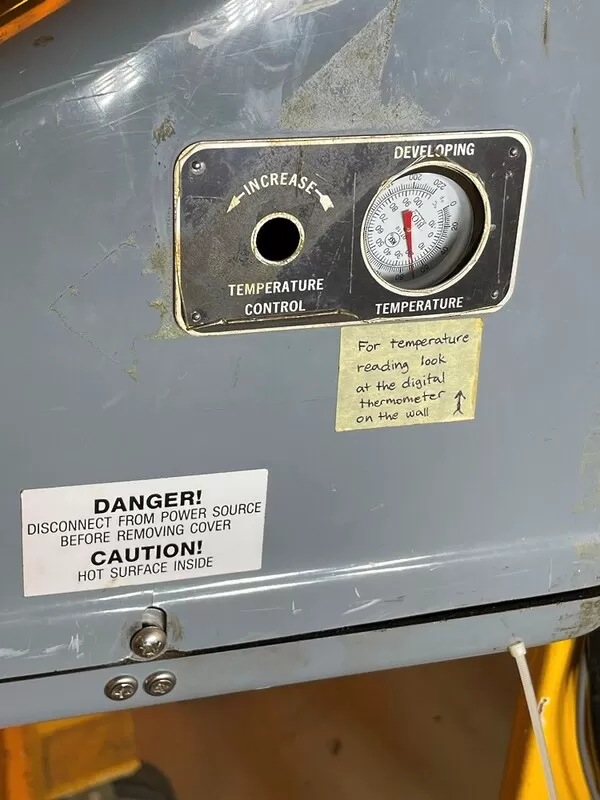 DEVELOPING
INCREASE
TEMPERATURE
CONTROL
TEMPERATURE
For temperature
reading look
at the digital
thermometer
on the wall
DANGER!
DISCONNECT FROM POWER SOURCE
BEFORE REMOVING COVER
CAUTION!
HOT SURFACE INSIDE